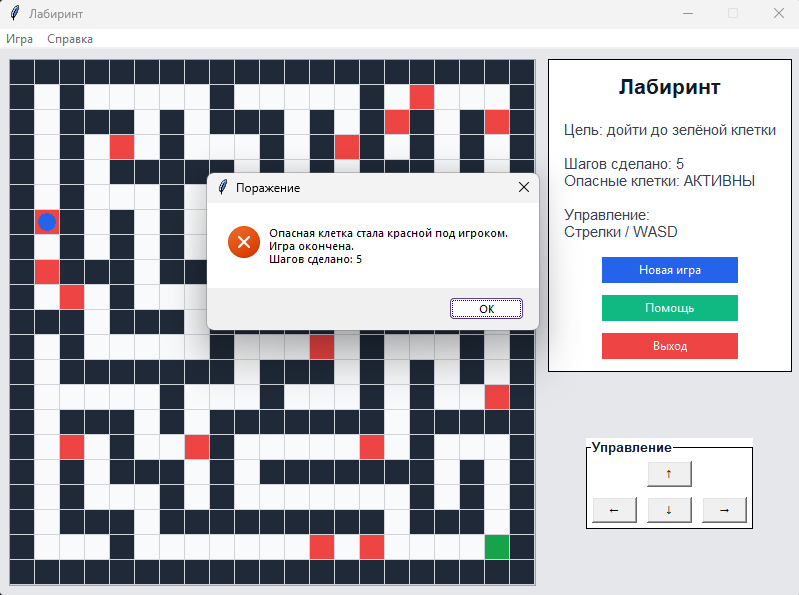 Лабиринт
Игра Справка
Лабиринт
Цель: дойти до зелёной клетки
Шагов сделано: 5
Опасные клетки: АКТИВНЫ
Управление:
Стрелки / WASD
Новая игра
Помощь
Выход
Поражение
Опасная клетка стала красной под игроком.
Игра окончена.
Шагов сделано: 5
OK
Управление
↑
← ↓ →